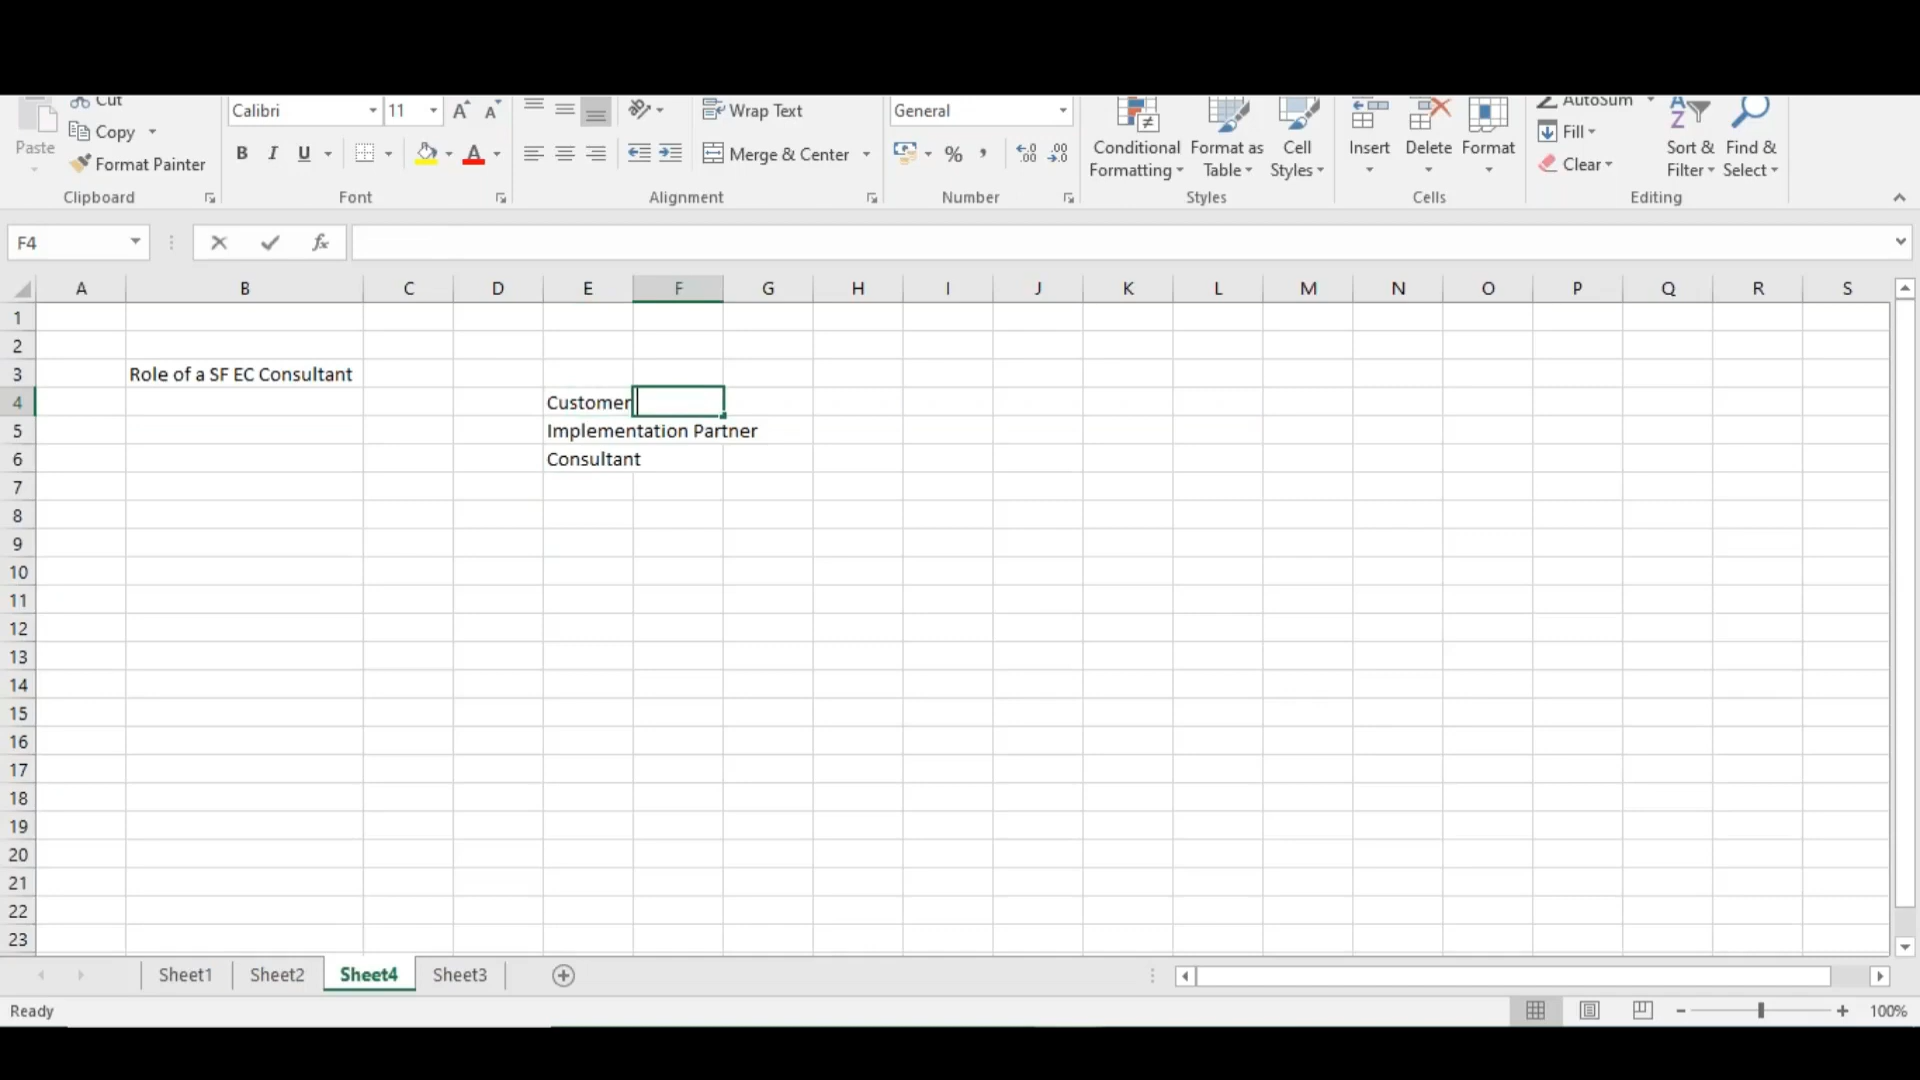 Cut
Copy
Paste
Format Painter
Clipboard
Calibri 11
B I U A
Font
Wrap Text
Merge & Center
Alignment
General
%
Number
Conditional Formatting
Format as Table
Cell Styles
Styles
Insert Delete Format
Cells
AutoSum
Fill
Clear
Sort & Filter
Find & Select
Editing
F4
fx
A B C D E F G H I J K L M N O P Q R S
1
2
3 Role of a SF EC Consultant
4 Customer
5 Implementation Partner
6 Consultant
7
8
9
10
11
12
13
14
15
16
17
18
19
20
21
22
23
Sheet1 Sheet2 Sheet4 Sheet3
Ready 100%